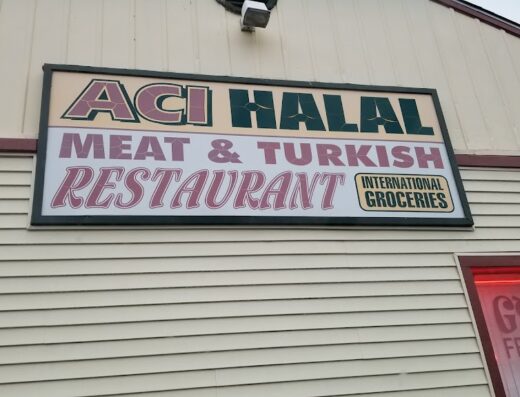 ACI HALAL
MEAT & TURKISH
RESTAURANT
INTERNATIONAL
GROCERIES